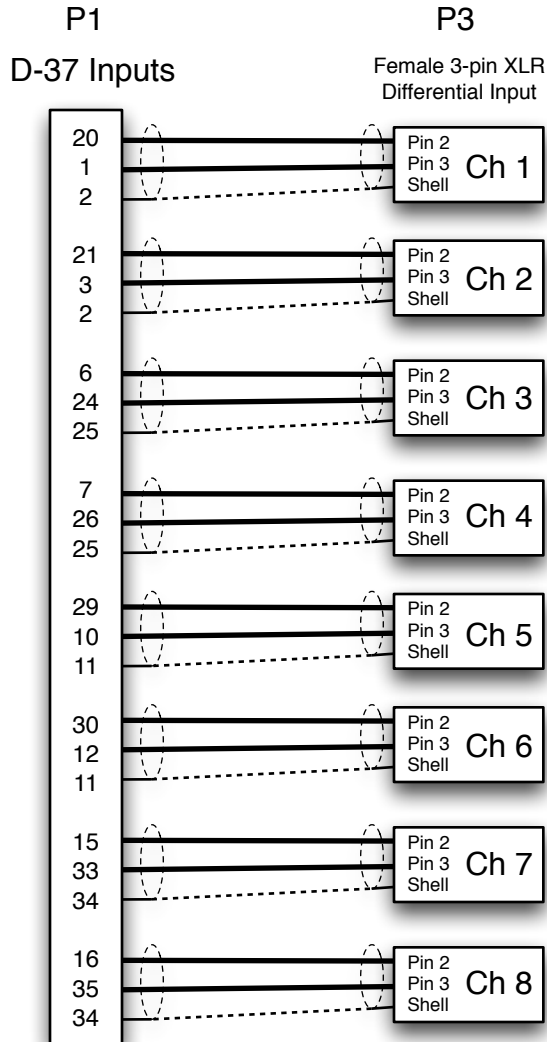 P1
P3
D-37 Inputs
Female 3-pin XLR
Differential Input
20
1
2
Pin 2
Pin 3
Shell
Ch 1
21
3
2
Pin 2
Pin 3
Shell
Ch 2
6
24
25
Pin 2
Pin 3
Shell
Ch 3
7
26
25
Pin 2
Pin 3
Shell
Ch 4
29
10
11
Pin 2
Pin 3
Shell
Ch 5
30
12
11
Pin 2
Pin 3
Shell
Ch 6
15
33
34
Pin 2
Pin 3
Shell
Ch 7
16
35
34
Pin 2
Pin 3
Shell
Ch 8